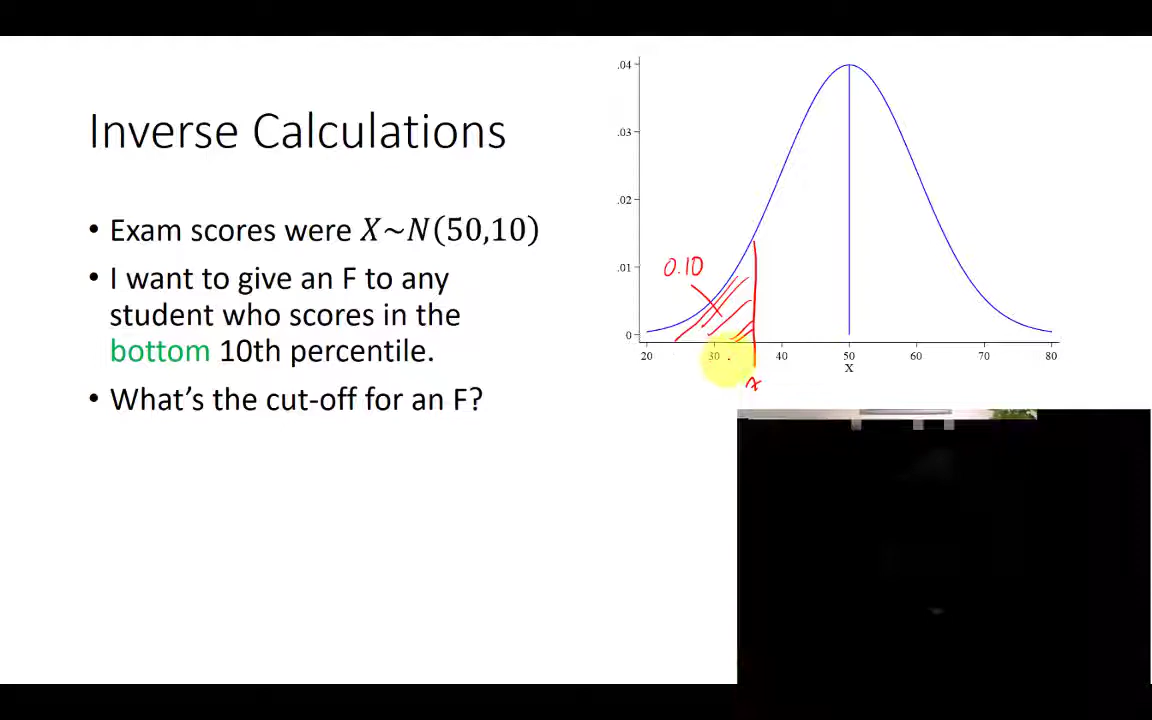 Inverse Calculations
• Exam scores were X~N(50,10)
• I want to give an F to any
student who scores in the
bottom 10th percentile.
• What's the cut-off for an F?
.04
.03
.02
.01
0
0.10
20 30 40 50 60 70 80
X
x